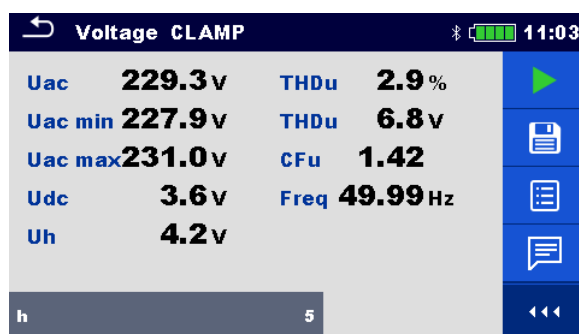 Voltage CLAMP 11:03
Uac 229.3 V THDu 2.9 %
Uac min 227.9 V THDu 6.8 V
Uac max 231.0 V CFu 1.42
Udc 3.6 V Freq 49.99 Hz
Uh 4.2 V
h 5